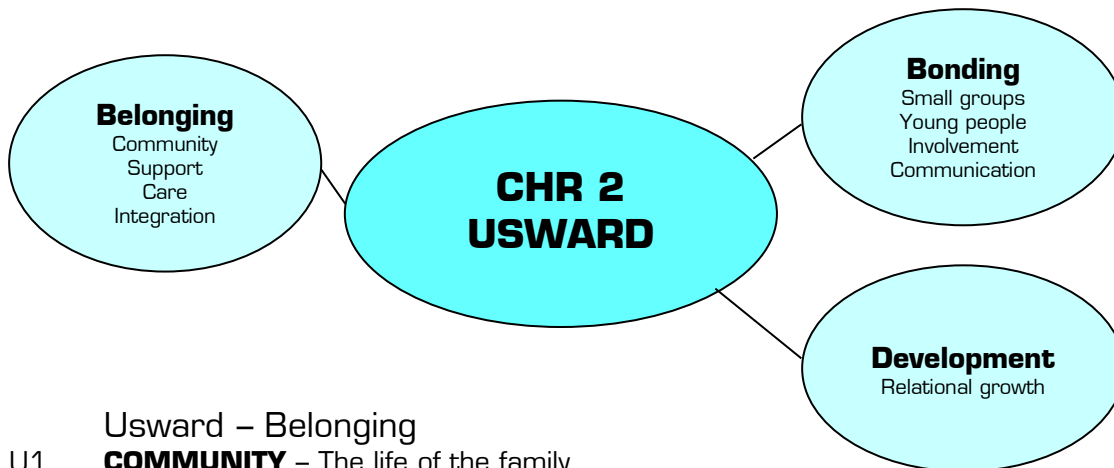 Belonging
Community
Support
Care
Integration
CHR 2
USWARD
Bonding
Small groups
Young people
Involvement
Communication
Development
Relational growth
Usward – Belonging
U1 COMMUNITY – The life of the family